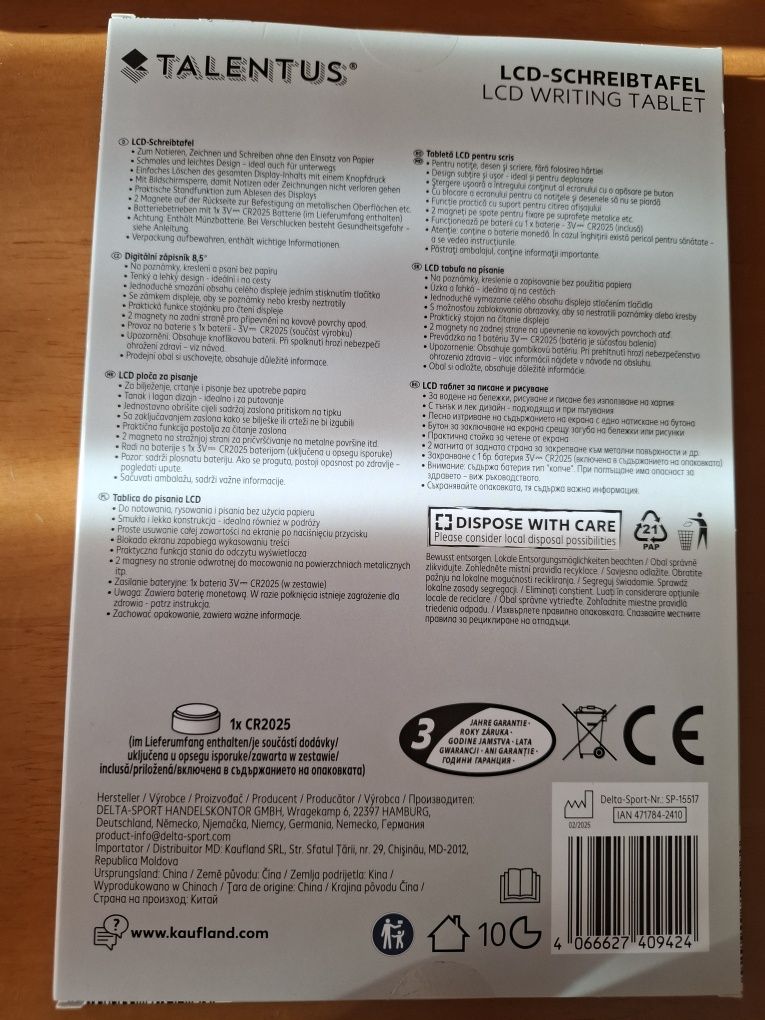 TALENTUS®
LCD-SCHREIBTAFEL
LCD WRITING TABLET
D LCD-Schreibtafel
• Zum Notieren, Zeichnen und Schreiben ohne den Einsatz von Papier
• Schmales und leichtes Design - ideal auch für unterwegs
• Einfaches Löschen des gesamten Display-Inhalts mit einem Knopfdruck
• Mit Bildschirmsperre, damit Notizen oder Zeichnungen nicht verloren gehen
• Praktische Standfunktion zum Ablesen des Displays
• 2 Magnete auf der Rückseite zur Befestigung an metallischen Oberflächen etc.
• Batteriebetrieben mit 1x 3V⎓ CR2025 Batterie (im Lieferumfang enthalten)
• Achtung: Enthält Münzbatterie. Bei Verschlucken besteht Gesundheitsgefahr –
siehe Anleitung.
• Verpackung aufbewahren, enthält wichtige Informationen.
CZ Digitální zápisník 8,5"
• Na poznámky, kreslení a psaní bez papíru
• Tenký a lehký design - ideální i na cesty
• Jednoduché smazání obsahu celého displeje jedním stisknutím tlačítka
• Se zámkem displeje, aby se poznámky nebo kresby neztratily
• Praktická funkce stojánku pro čtení displeje
• 2 magnety na zadní straně pro připevnění na kovové povrchy apod.
• Provoz na baterie s 1x baterií - 3V⎓ CR2025 (součást výrobku)
• Upozornění: Obsahuje knoflíkovou baterii. Při spolknutí hrozí nebezpečí
ohrožení zdraví – viz návod.
• Prodejní obal si uschovejte, obsahuje důležité informace.
HR LCD ploča za pisanje
• Za bilježenje, crtanje i pisanje bez upotrebe papira
• Tanak i lagan dizajn - idealno i za putovanje
• Jednostavno obrišite cijeli sadržaj zaslona pritiskom na tipku
• Sa zaključavanjem zaslona kako se bilješke ili crteži ne bi izgubili
• Praktična funkcija postolja za čitanje zaslona
• 2 magneta na stražnjoj strani za pričvršćivanje na metalne površine itd.
• Radi na baterije s 1x 3V⎓ CR2025 baterijom (uključena u opsegu isporuke)
• Pozor: sadrži plosnatu bateriju. Ako se proguta, postoji opasnost po zdravlje –
pogledati upute.
• Sačuvati ambalažu, sadrži važne informacije.
PL Tablica do pisania LCD
• Do notowania, rysowania i pisania bez użycia papieru
• Smukła i lekka konstrukcja - idealna również w podróży
• Proste usuwanie całej zawartości na ekranie po naciśnięciu przycisku
• Blokada ekranu zapobiega wykasowaniu treści
• Praktyczna funkcja stania do odczytu wyświetlacza
• 2 magnesy na stronie odwrotnej do mocowania na powierzchniach metalicznych
itp.
• Zasilanie bateryjne: 1x bateria 3V⎓ CR2025 (w zestawie)
• Uwaga: Zawiera baterię monetową. W razie połknięcia istnieje zagrożenie dla
zdrowia - patrz instrukcja.
• Zachować opakowanie, zawiera ważne informacje.
RO MD Tabletă LCD pentru scris
• Pentru notițe, desen și scriere, fără folosirea hârtiei
• Design subțire și ușor - ideal și pentru deplasare
• Ștergere ușoară a întregului conținut al ecranului cu o apăsare pe buton
• Cu blocare a ecranului pentru ca notițele și desenele să nu se piardă
• Funcție practică cu suport pentru citirea afișajului
• 2 magneți pe spate pentru fixare pe suprafețe metalice etc.
• Funcționează pe baterii cu 1 x baterie - 3V⎓ CR2025 (inclusă)
• Atenție: conține o baterie monedă. În cazul înghițirii există pericol pentru sănătate –
a se vedea instrucțiunile.
• Păstrați ambalajul, conține informații importante.
SK LCD tabuľa na písanie
• Na poznámky, kreslenie a zapisovanie bez použitia papiera
• Úzka a ľahká - ideálna aj na cestách
• Jednoduché vymazanie celého obsahu displeja stlačením tlačidla
• S možnosťou zablokovania obrazovky, aby sa nestratili poznámky alebo kresby
• Praktický stojan na čítanie displeja
• 2 magnety na zadnej strane na upevnenie na kovových povrchoch atď.
• Prevádzka na 1 batériu 3V⎓ CR2025 (batéria je súčasťou balenia)
• Upozornenie: Obsahuje gombíkovú batériu. Pri prehltnutí hrozí nebezpečenstvo
ohrozenia zdravia – viac informácií nájdete v návode na obsluhu.
• Obal si odložte, obsahuje dôležité informácie.
BG LCD таблет за писане и рисуване
• За водене на бележки, рисуване и писане без използване на хартия
• С тънък и лек дизайн - подходяща и при пътувания
• Лесно изтриване на съдържанието на екрана с едно натискане на бутона
• Бутон за заключване на екрана срещу загуба на бележки или рисунки
• Практична стойка за четене от екрана
• 2 магнита от задната страна за закрепване към метални повърхности и др.
• Захранване с 1 бр. батерия 3V⎓ CR2025 (включена в съдържанието на опаковката)
• Внимание: съдържа батерия тип "копче". При поглъщане има опасност за
здравето – виж ръководството.
• Съхранявайте опаковката, тя съдържа важна информация.
DISPOSE WITH CARE
Please consider local disposal possibilities
21
PAP
Bewusst entsorgen. Lokale Entsorgungsmöglichkeiten beachten / Obal správně
zlikvidujte. Zohledněte místní pravidla recyklace. / Savjesno odlažite. Obratite
pažnju na lokalne mogućnosti recikliranja. / Segreguj świadomie. Sprawdź
lokalne zasady segregacji. / Eliminați conștient. Luați în considerare opțiunile
locale de reciclare. / Obal správne vytrieďte. Zohľadnite miestne pravidlá
triedenia odpadu. / Изхвърлете правилно опаковката. Спазвайте местните
правила за рециклиране на отпадъци.
1x CR2025
(im Lieferumfang enthalten/je součástí dodávky/
uključena u opsegu isporuke/zawarta w zestawie/
inclusă/priložená/включена в съдържанието на опаковката)
3
JAHRE GARANTIE ·
ROKY ZÁRUKA ·
GODINE JAMSTVA · LATA
GWARANCJI · ANI GARANȚIE ·
ГОДИНИ ГАРАНЦИЯ ·
CE
Hersteller / Výrobce / Proizvođač / Producent / Producător / Výrobca / Производител:
DELTA-SPORT HANDELSKONTOR GMBH, Wragekamp 6, 22397 HAMBURG,
Deutschland, Německo, Njemačka, Niemcy, Germania, Nemecko, Германия
product-info@delta-sport.com
Importator / Distribuitor MD: Kaufland SRL, Str. Sfatul Țării, nr. 29, Chișinău, MD-2012,
Republica Moldova
Ursprungsland: China / Země původu: Čína / Zemlja podrijetla: Kina /
Wyprodukowano w Chinach / Țara de origine: China / Krajina pôvodu Čína /
Страна на произход: Китай
02/2025
Delta-Sport-Nr.: SP-15517
IAN 471784-2410
www.kaufland.com
10
4 066627 409424